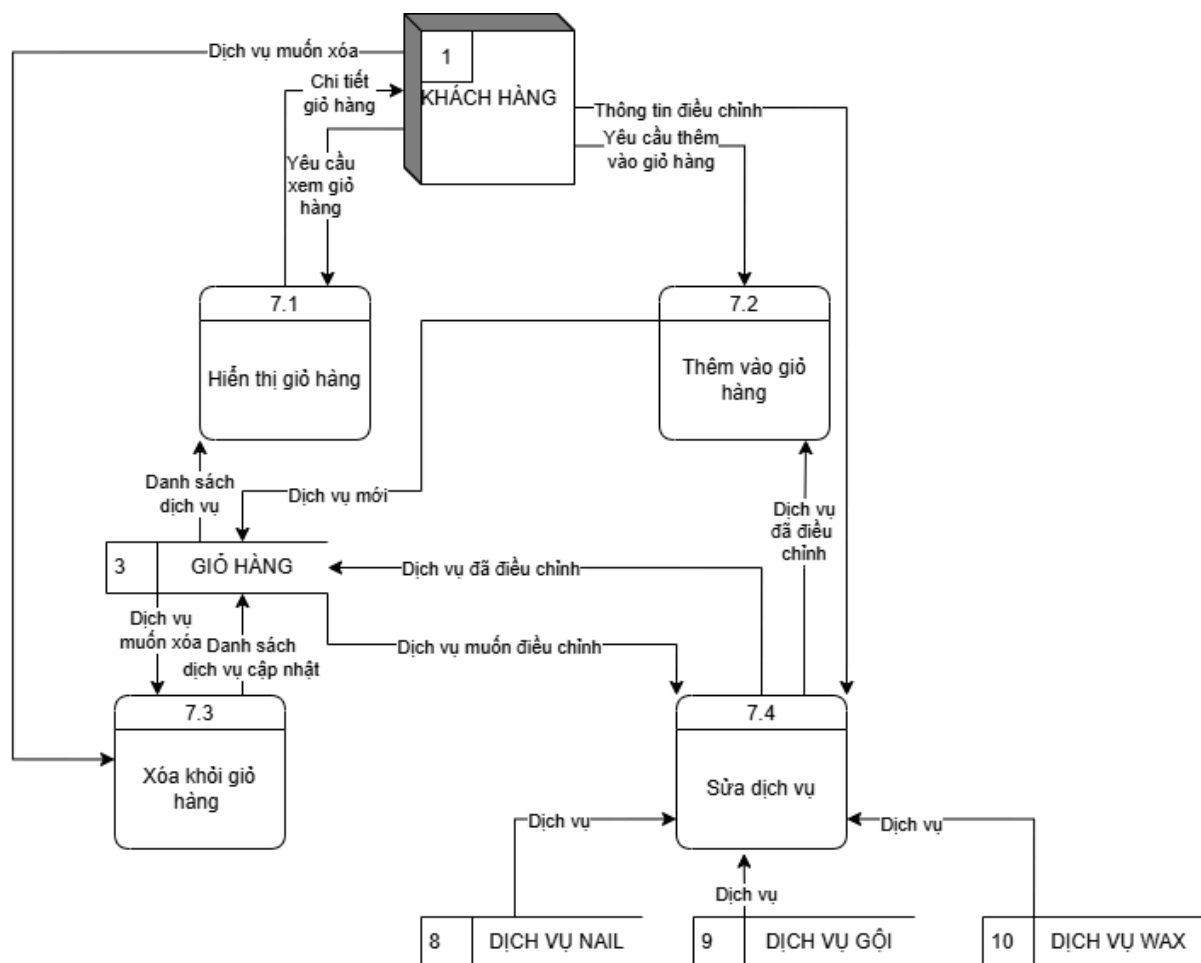 Dịch vụ muốn xóa
1
KHÁCH HÀNG
Chi tiết
giỏ hàng
Thông tin điều chỉnh
Yêu cầu thêm
vào giỏ hàng
Yêu cầu
xem giỏ
hàng
7.1
Hiển thị giỏ hàng
7.2
Thêm vào giỏ
hàng
Danh sách
dịch vụ
Dịch vụ mới
Dịch vụ
đã điều
chỉnh
3
GIỎ HÀNG
Dịch vụ đã điều chỉnh
Dịch vụ
muốn xóa
Danh sách
dịch vụ cập nhật
Dịch vụ muốn điều chỉnh
7.3
Xóa khỏi giỏ
hàng
7.4
Sửa dịch vụ
Dịch vụ
Dịch vụ
Dịch vụ
8
DỊCH VỤ NAIL
9
DỊCH VỤ GỘI
10
DỊCH VỤ WAX